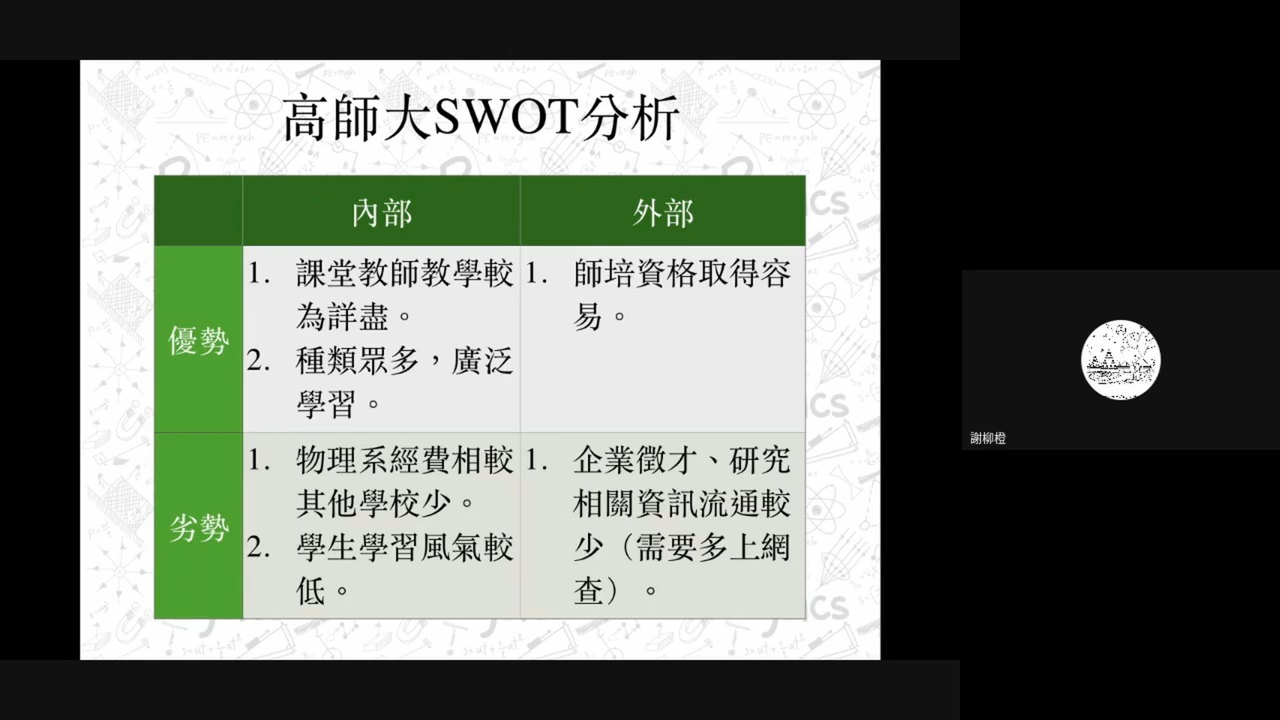 高師大SWOT分析
內部
外部
優勢
1. 課堂教師教學較
為詳盡。
2. 種類眾多，廣泛
學習。
1. 師培資格取得容
易。
劣勢
1. 物理系經費相較
其他學校少。
2. 學生學習風氣較
低。
1. 企業徵才、研究
相關資訊流通較
少（需要多上網
查）。
謝柳橙